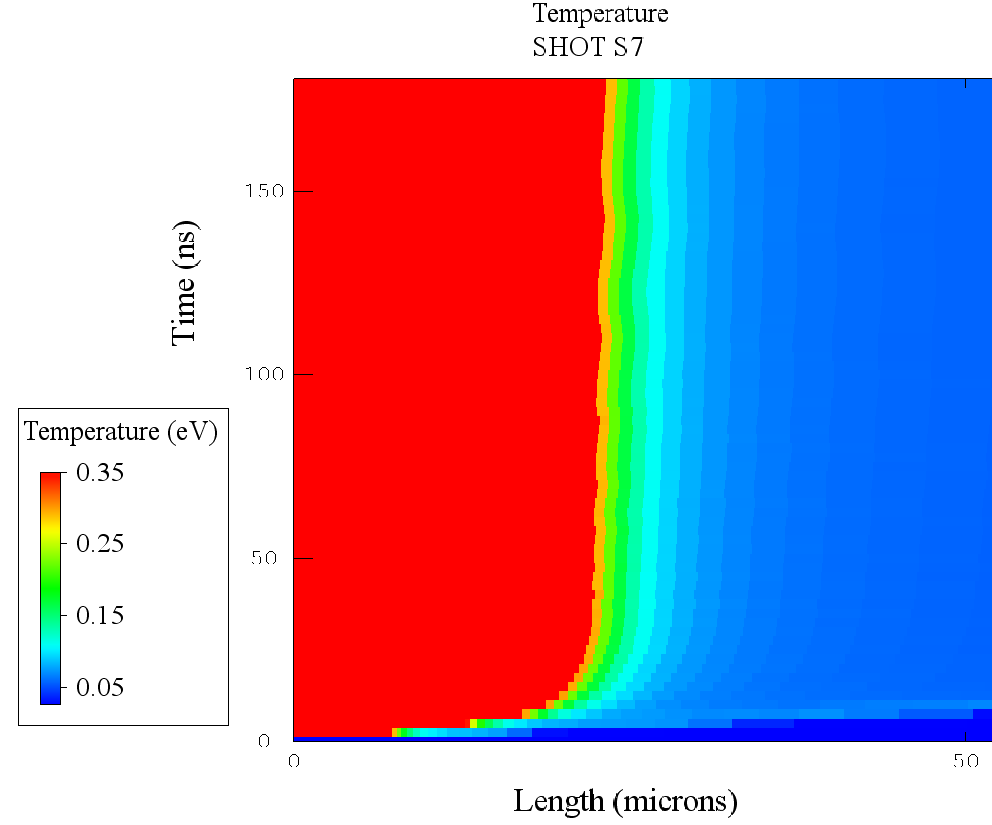 Temperature
SHOT S7
150
100
50
0
Time (ns)
Temperature (eV)
0.35
0.25
0.15
0.05
0
50
Length (microns)